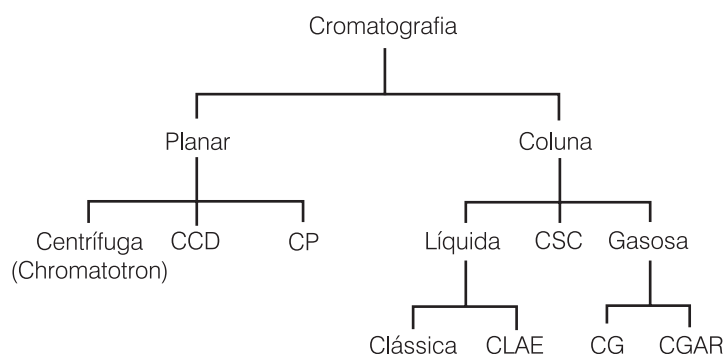 Cromatografia
Planar
Coluna
Centrífuga
(Chromatotron)
CCD
CP
Líquida
CSC
Gasosa
Clássica
CLAE
CG
CGAR